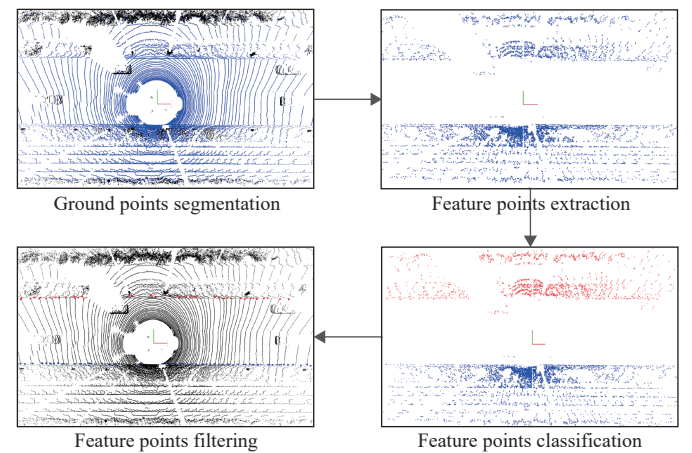 Ground points segmentation
Feature points extraction
Feature points filtering
Feature points classification